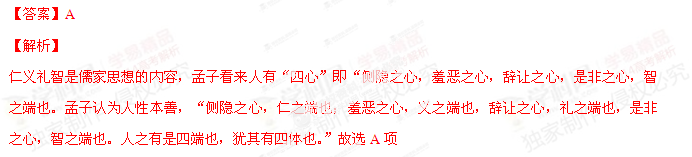 【答案】A
【解析】
仁义礼智是儒家思想的内容，孟子看来人有“四心”即“侧隐之心，羞恶之心，辞让之心，是非之心，智
之端也。孟子认为人性本善，“侧隐之心，仁之端也，羞恶之心，义之端也，辞让之心，礼之端也，是非
之心，智之端也。人之有是四端也，犹其有四体也。”故选 A 项